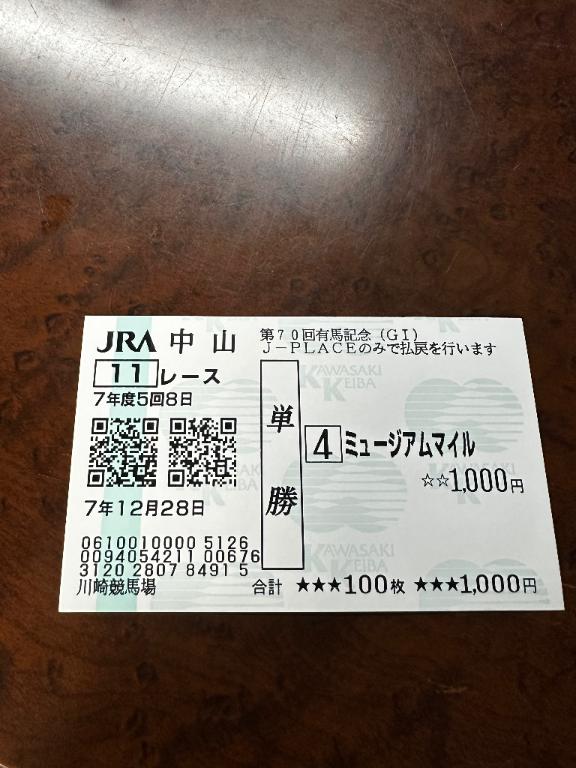 JRA 中山
第70回有馬記念（GI）
J-PLACEのみで払戻を行います
11 レース
7年度5回8日
単勝
4 ミュージアムマイル
☆☆1,000円
7年12月28日
0610010000 5126
0094054211 00676
3120 2807 8491 5
川崎競馬場
合計 ★★★100枚 ★★★1,000円
KAWASAKI
KEIBA
KAWASAKI
KEIBA